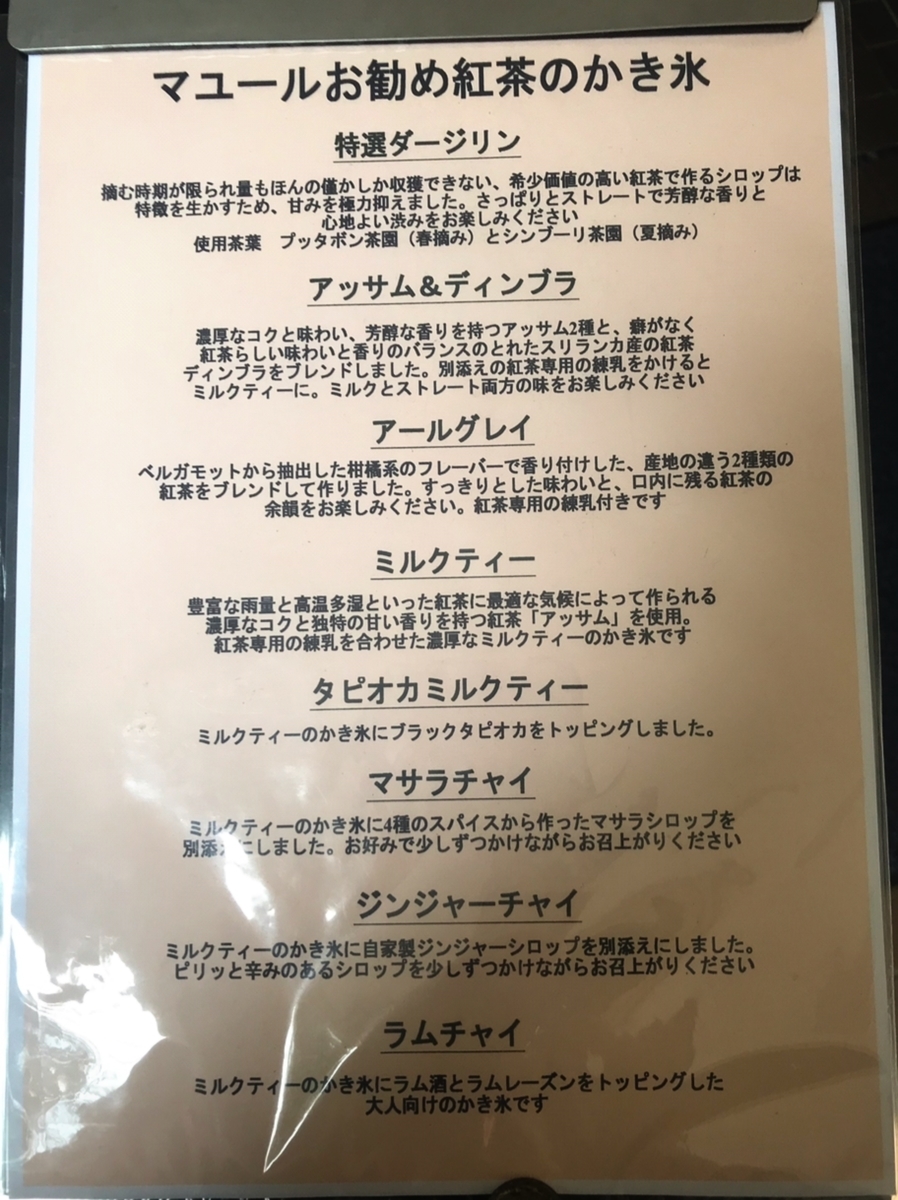 マユールお勧め紅茶のかき氷
特選ダージリン
摘む時期が限られ量もほんの僅かしか収獲できない、希少価値の高い紅茶で作るシロップは
特徴を生かすため、甘みを極力抑えました。さっぱりとストレートで芳醇な香りと
心地よい渋みをお楽しみください
使用茶葉　プッタボン茶園（春摘み）とシンブーリ茶園（夏摘み）
アッサム＆ディンブラ
濃厚なコクと味わい、芳醇な香りを持つアッサム2種と、癖がなく
紅茶らしい味わいと香りのバランスのとれたスリランカ産の紅茶
ディンブラをブレンドしました。別添えの紅茶専用の練乳をかけると
ミルクティーに。ミルクとストレート両方の味をお楽しみください
アールグレイ
ベルガモットから抽出した柑橘系のフレーバーで香り付けした、産地の違う2種類の
紅茶をブレンドして作りました。すっきりとした味わいと、口内に残る紅茶の
余韻をお楽しみください。紅茶専用の練乳付きです
ミルクティー
豊富な雨量と高温多湿といった紅茶に最適な気候によって作られる
濃厚なコクと独特の甘い香りを持つ紅茶「アッサム」を使用。
紅茶専用の練乳を合わせた濃厚なミルクティーのかき氷です
タピオカミルクティー
ミルクティーのかき氷にブラックタピオカをトッピングしました。
マサラチャイ
ミルクティーのかき氷に4種のスパイスから作ったマサラシロップを
別添えにしました。お好みで少しずつかけながらお召上がりください
ジンジャーチャイ
ミルクティーのかき氷に自家製ジンジャーシロップを別添えにしました。
ピリッと辛みのあるシロップを少しずつかけながらお召上がりください
ラムチャイ
ミルクティーのかき氷にラム酒とラムレーズンをトッピングした
大人向けのかき氷です